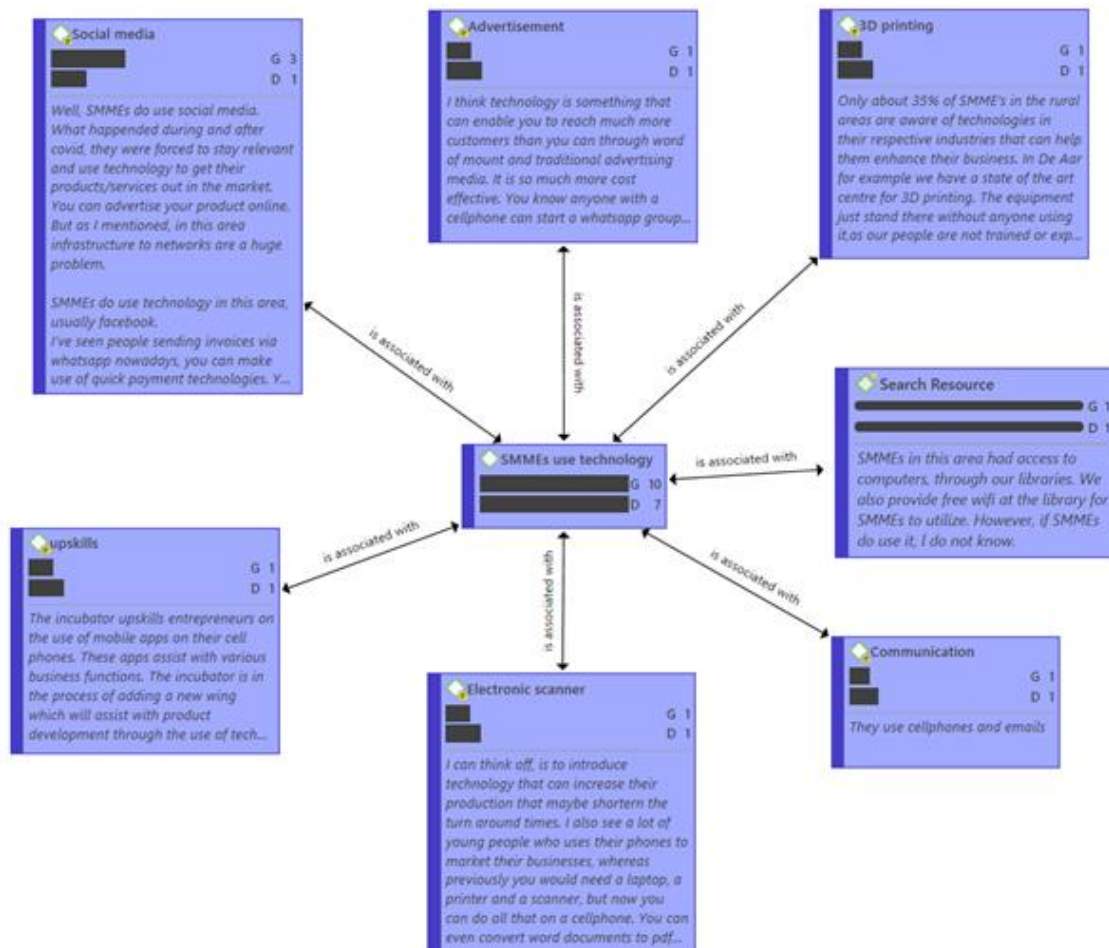 Social media
G 3
D 1
Well, SMMEs do use social media.
What happended during and after
covid, they were forced to stay relevant
and use technology to get their
products/services out in the market.
You can advertise your product online.
But as I mentioned, in this area
infrastructure to networks are a huge
problem.
SMMEs do use technology in this area,
usually facebook.
I've seen people sending invoices via
whatsapp nowadays, you can make
use of quick payment technologies. Y...
Advertisement
G 1
D 1
I think technology is something that
can enable you to reach much more
customers than you can through word
of mount and traditional advertising
media. It is so much more cost
effective. You know anyone with a
cellphone can start a whatsapp group...
3D printing
G 1
D 1
Only about 35% of SMME's in the rural
areas are aware of technologies in
their respective industries that can help
them enhance their business. In De Aar
for example we have a state of the art
centre for 3D printing. The equipment
just stand there without anyone using
it,as our people are not trained or exp...
is associated with
is associated with
is associated with
Search Resource
G 1
D 1
SMMEs in this area had access to
computers, through our libraries. We
also provide free wifi at the library for
SMMEs to utilize. However, if SMMEs
do use it, I do not know.
SMMEs use technology
G 10
D 7
is associated with
is associated with
is associated with
is associated with
upskills
G 1
D 1
The incubator upskills entrepreneurs on
the use of mobile apps on their cell
phones. These apps assist with various
business functions. The incubator is in
the process of adding a new wing
which will assist with product
development through the use of tech...
Electronic scanner
G 1
D 1
I can think off, is to introduce
technology that can increase their
production that maybe shortern the
turn around times. I also see a lot of
young people who uses their phones to
market their businesses, whereas
previously you would need a laptop, a
printer and a scanner, but now you
can do all that on a cellphone. You can
even convert word documents to pdf...
Communication
G 1
D 1
They use cellphones and emails